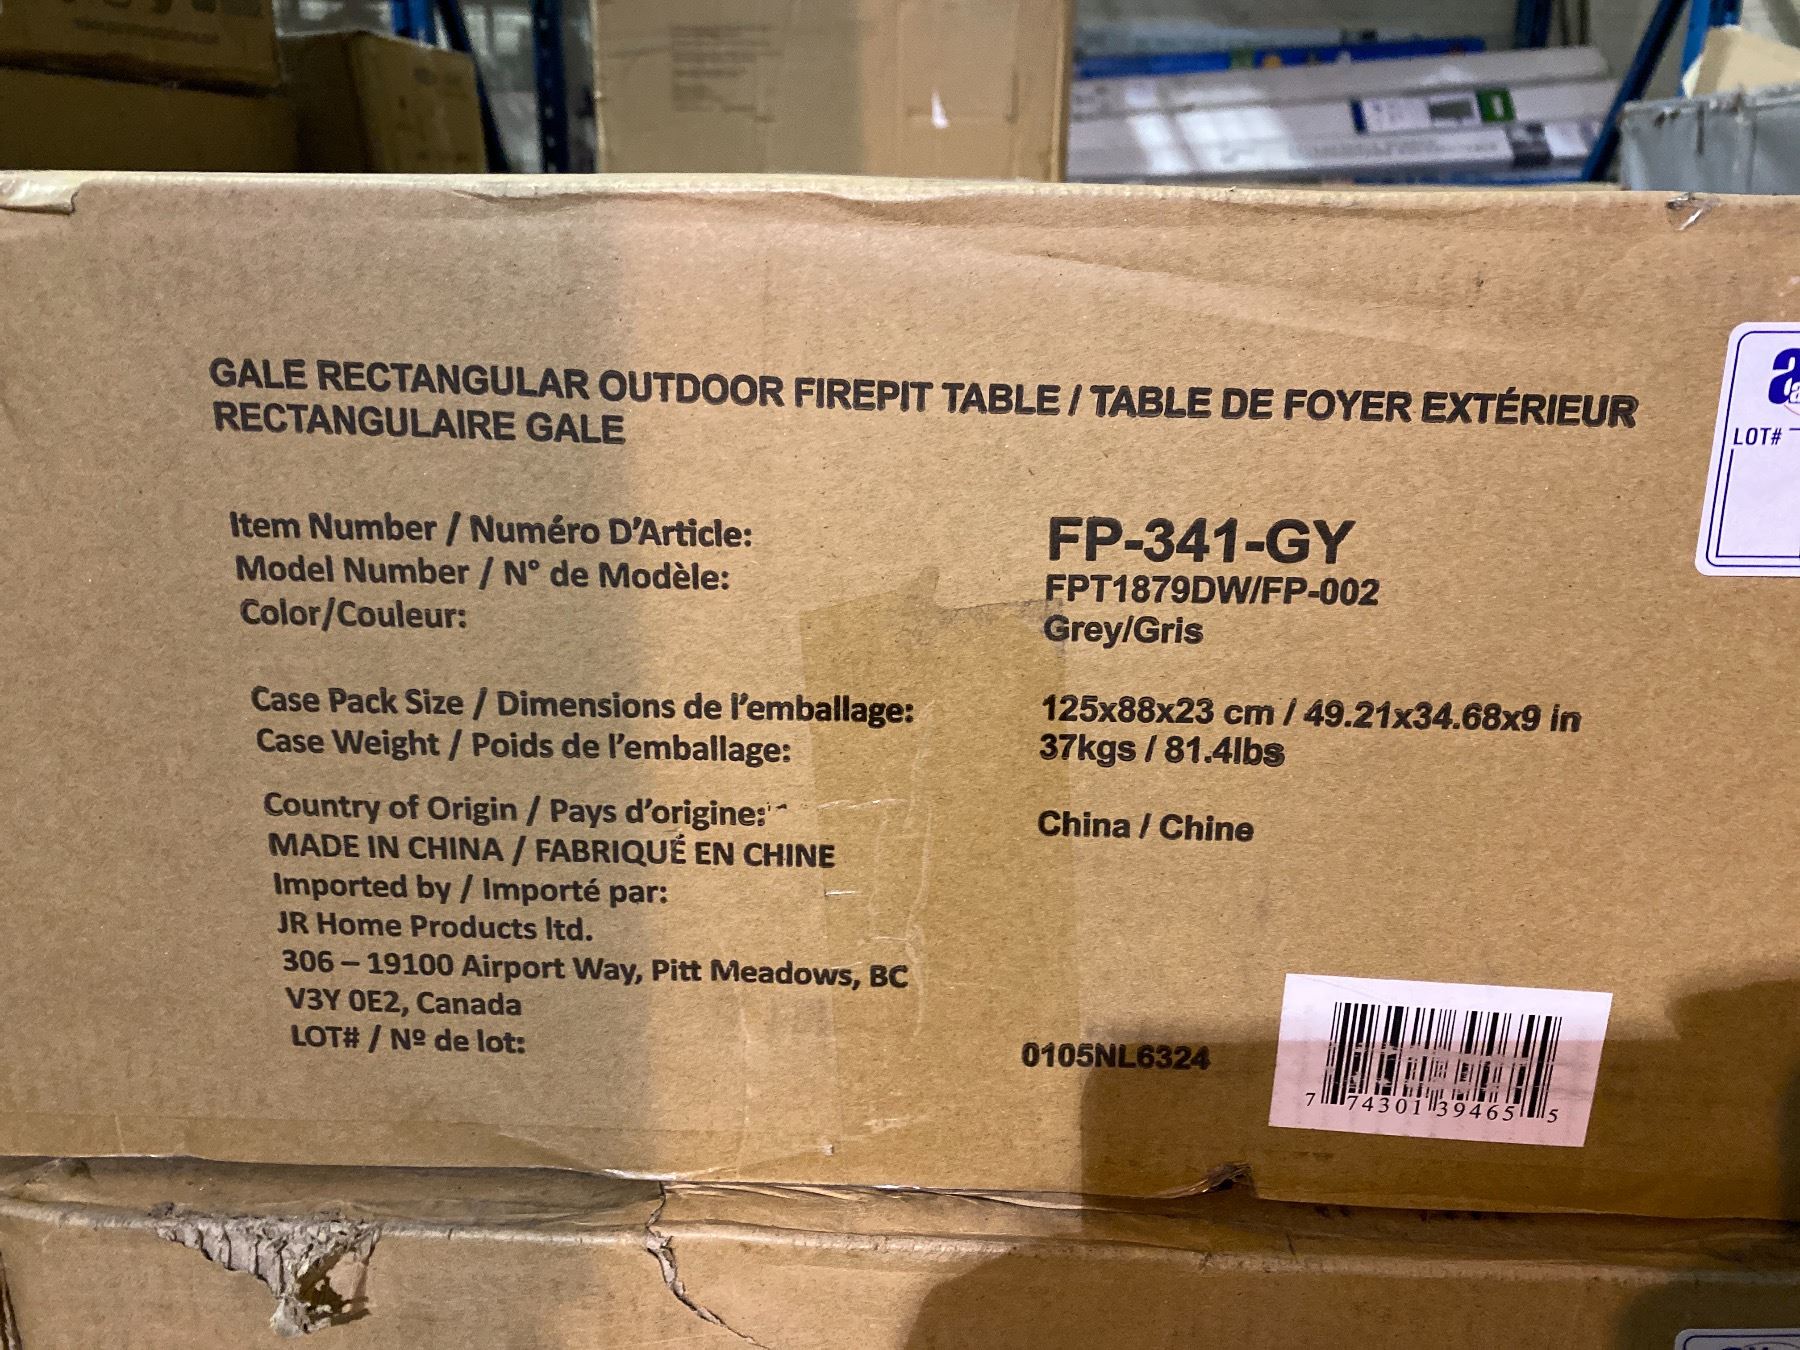 GALE RECTANGULAR OUTDOOR FIREPIT TABLE / TABLE DE FOYER EXTÉRIEUR
RECTANGULAIRE GALE
Item Number / Numéro D'Article: FP-341-GY
Model Number / N° de Modèle: FPT1879DW/FP-002
Color/Couleur: Grey/Gris
Case Pack Size / Dimensions de l'emballage: 125x88x23 cm / 49.21x34.68x9 in
Case Weight / Poids de l'emballage: 37kgs / 81.4lbs
Country of Origin / Pays d'origine: China / Chine
MADE IN CHINA / FABRIQUÉ EN CHINE
Imported by / Importé par:
JR Home Products ltd.
306 – 19100 Airport Way, Pitt Meadows, BC
V3Y 0E2, Canada
LOT# / Nº de lot: 0105NL6324
7 74301 39465 5
LOT#